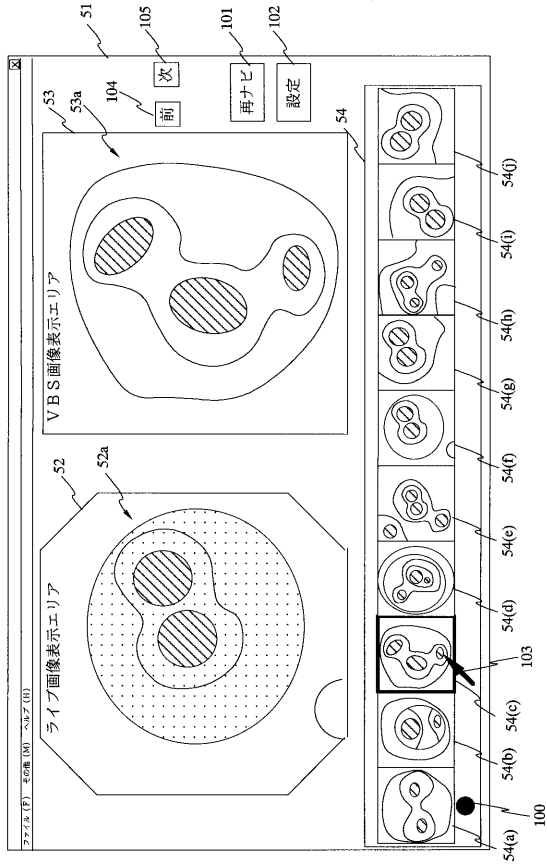 ファイル (F) その他 (M) ヘルプ (H)
51
ライブ画像表示エリア
52
52a
VBS画像表示エリア
53
53a
104
105
前
次
再ナビ
101
設定
102
54
54(a)
54(b)
54(c)
54(d)
54(e)
54(f)
54(g)
54(h)
54(i)
54(j)
100
103